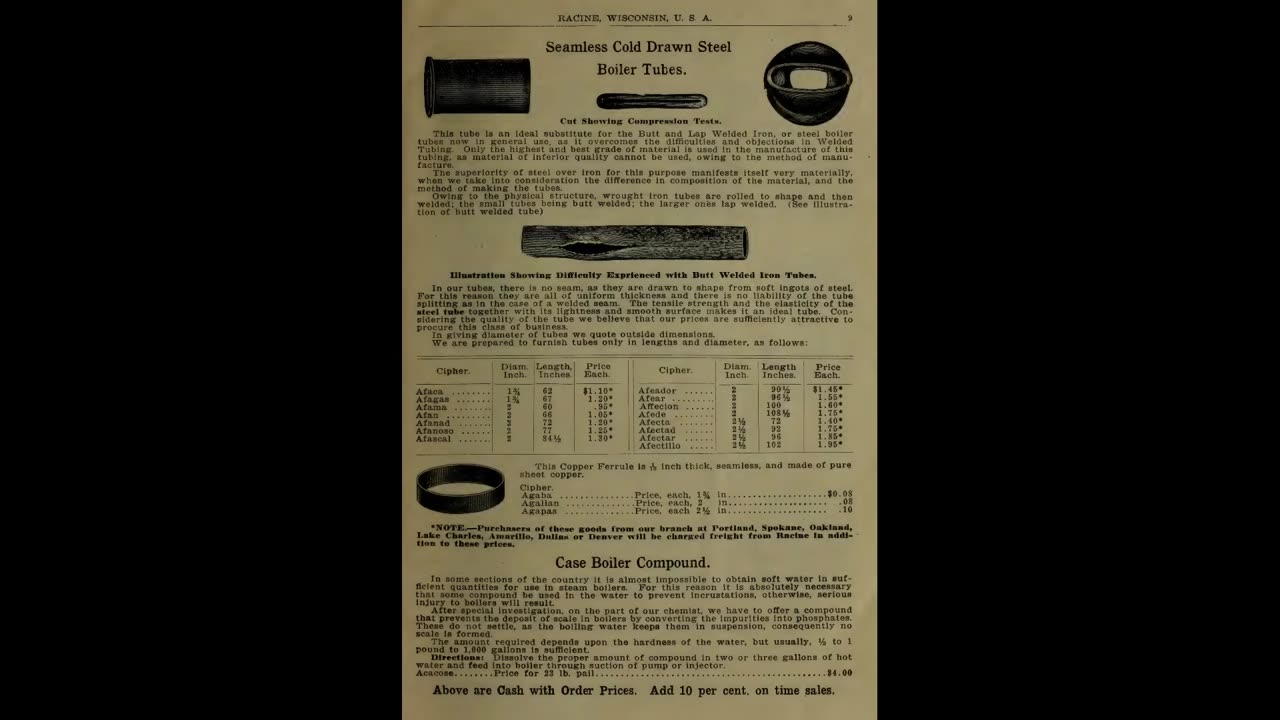 RACINE, WISCONSIN, U. S. A. 9
Seamless Cold Drawn Steel
Boiler Tubes.
Cut Showing Compression Tests.
This tube is an ideal substitute for the Butt and Lap Welded Iron, or steel boiler
tubes now in general use, as it overcomes the difficulties and objections in Welded
Tubing. Only the highest and best grade of material is used in the manufacture of this
tubing, as material of inferior quality cannot be used, owing to the method of manu-
facture.
The superiority of steel over iron for this purpose manifests itself very materially,
when we take into consideration the difference in composition of the material, and the
method of making the tubes.
Owing to the physical structure, wrought iron tubes are rolled to shape and then
welded; the small tubes being butt welded; the larger ones lap welded. (See illustra-
tion of butt welded tube)
Illustration Showing Difficulty Exprienced with Butt Welded Iron Tubes.
In our tubes, there is no seam, as they are drawn to shape from soft ingots of steel.
For this reason they are all of uniform thickness and there is no liability of the tube
splitting as in the case of a welded seam. The tensile strength and the elasticity of the
steel tube together with its lightness and smooth surface makes it an ideal tube. Con-
sidering the quality of the tube we believe that our prices are sufficiently attractive to
procure this class of business.
In giving diameter of tubes we quote outside dimensions.
We are prepared to furnish tubes only in lengths and diameter, as follows:
Cipher. Diam. Inch. Length, Inches. Price Each. Cipher. Diam. Inch. Length Inches. Price Each.
Afaca ....... 1¾ 62 $1.10* Afeador ...... 2 90½ $1.45*
Afagas ....... 1¾ 67 1.20* Afear ......... 2 96½ 1.55*
Afama ........ 2 60 .95* Affecion ...... 2 100 1.60*
Afan ......... 2 66 1.05* Afede ......... 2 108½ 1.75*
Afanad ....... 2 72 1.20* Afecta ........ 2½ 72 1.40*
Afanoso ...... 2 77 1.25* Afectad ....... 2½ 92 1.75*
Afascal ...... 2 84½ 1.30* Afectar ....... 2½ 96 1.85*
Afectillo ..... 2½ 102 1.95*
This Copper Ferrule is inch thick, seamless, and made of pure
sheet copper.
Cipher.
Agaba ..............Price, each, 1¾ in.......................$0.08
Agalian ..............Price, each, 2 in........................ .08
Agapas ..............Price, each 2½ in........................ .10
*NOTE.—Purchasers of these goods from our branch at Portland, Spokane, Oakland,
Lake Charles, Amarillo, Dallas or Denver will be charged freight from Racine in addi-
tion to these prices.
Case Boiler Compound.
In some sections of the country it is almost impossible to obtain soft water in suf-
ficient quantities for use in steam boilers. For this reason it is absolutely necessary
that some compound be used in the water to prevent incrustations, otherwise, serious
injury to boilers will result.
After special investigation, on the part of our chemist, we have to offer a compound
that prevents the deposit of scale in boilers by converting the impurities into phosphates.
These do not settle, as the boiling water keeps them in suspension, consequently no
scale is formed.
The amount required depends upon the hardness of the water, but usually, ½ to 1
pound to 1,000 gallons is sufficient.
Directions: Dissolve the proper amount of compound in two or three gallons of hot
water and feed into boiler through suction of pump or injector.
Acacose........Price for 23 lb. pail..................................................$4.00
Above are Cash with Order Prices. Add 10 per cent. on time sales.